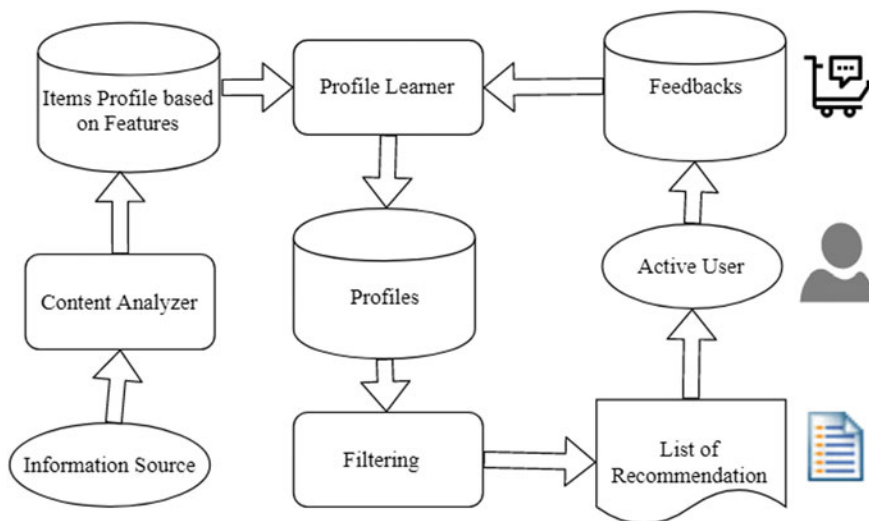 Items Profile based
on Features
Profile Learner
Feedbacks
Content Analyzer
Profiles
Active User
Information Source
Filtering
List of
Recommendation